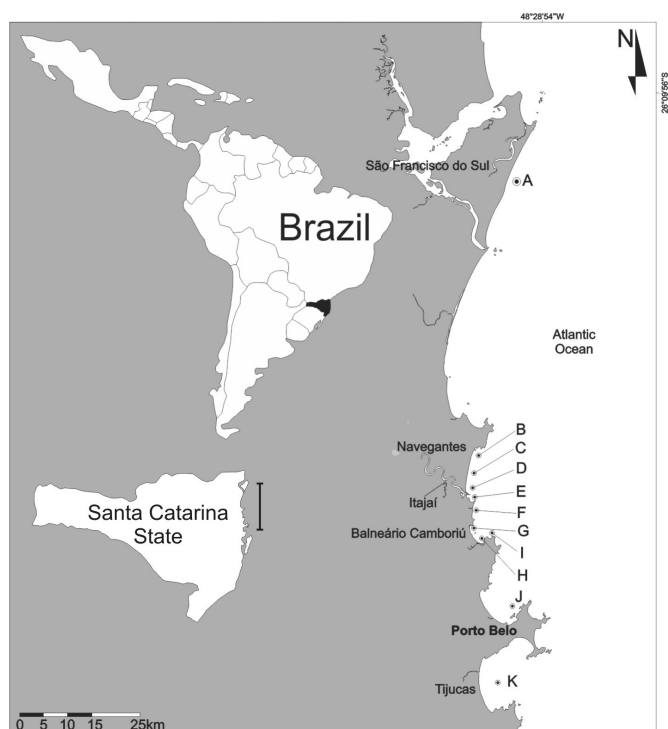 48°28'54"W
N
26°09'56"S
São Francisco do Sul
A
Brazil
Atlantic
Ocean
B
Navegantes
C
D
E
Itajaí
F
Santa Catarina
State
Balneário Camboriú
G
I
H
J
Porto Belo
Tijucas
K
0 5 10 15 25km